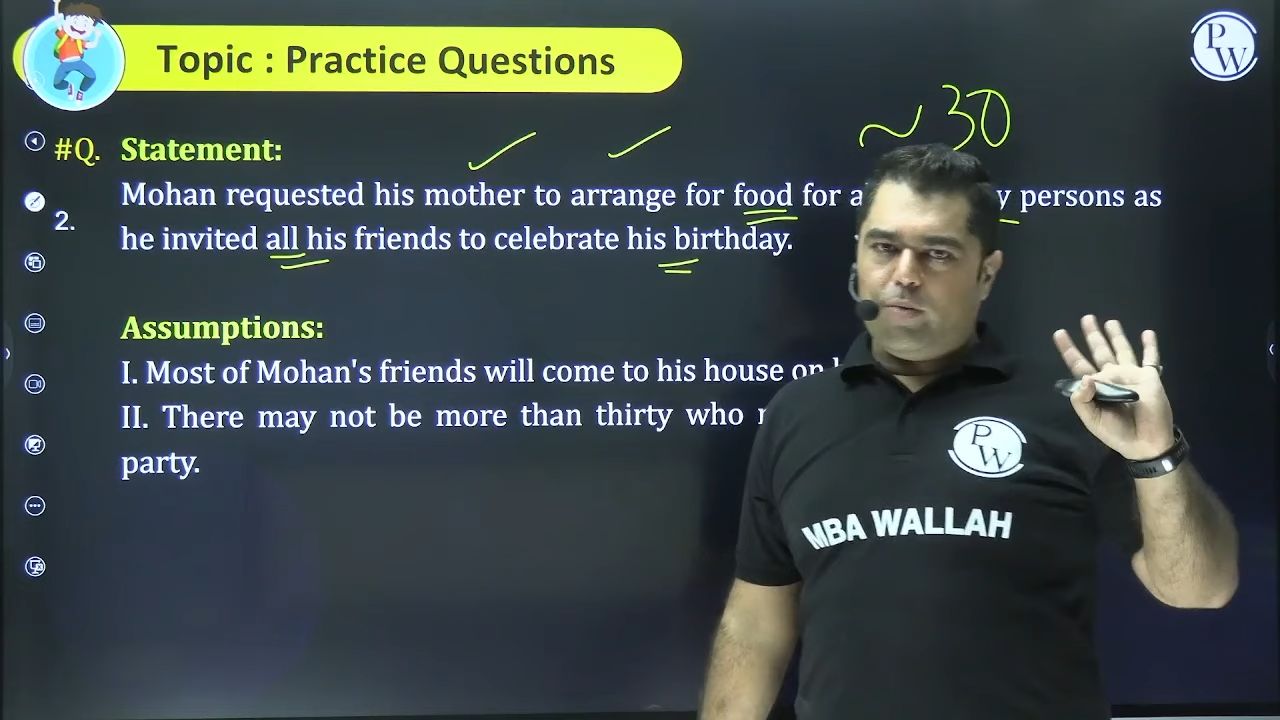 Topic : Practice Questions
PW
~ 30
#Q. Statement:
2. Mohan requested his mother to arrange for food for persons as
he invited all his friends to celebrate his birthday.
Assumptions:
I. Most of Mohan's friends will come to his house on
II. There may not be more than thirty who
party.
PW
MBA WALLAH